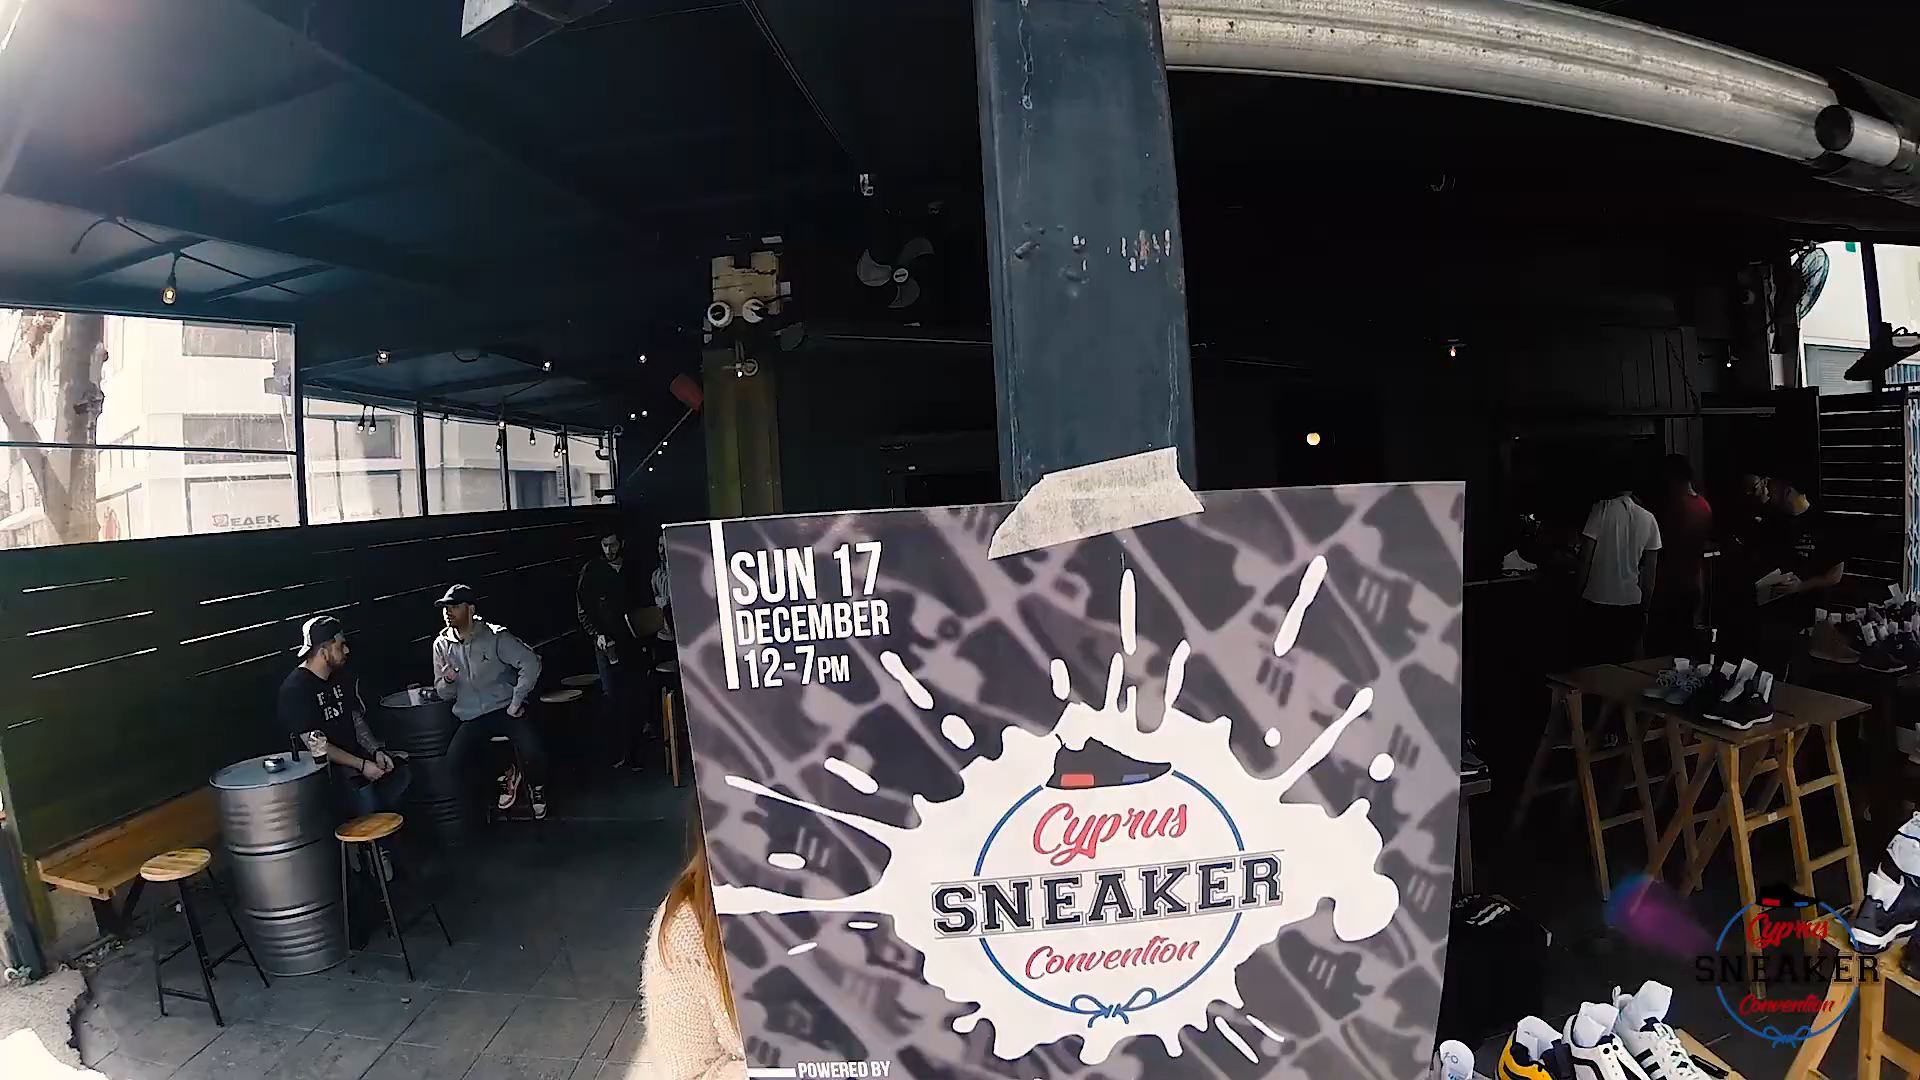 SUN 17
DECEMBER
12-7PM
Cyprus
SNEAKER
Convention
POWERED BY
ΕΔΕΚ
Cyprus
SNEAKER
Convention